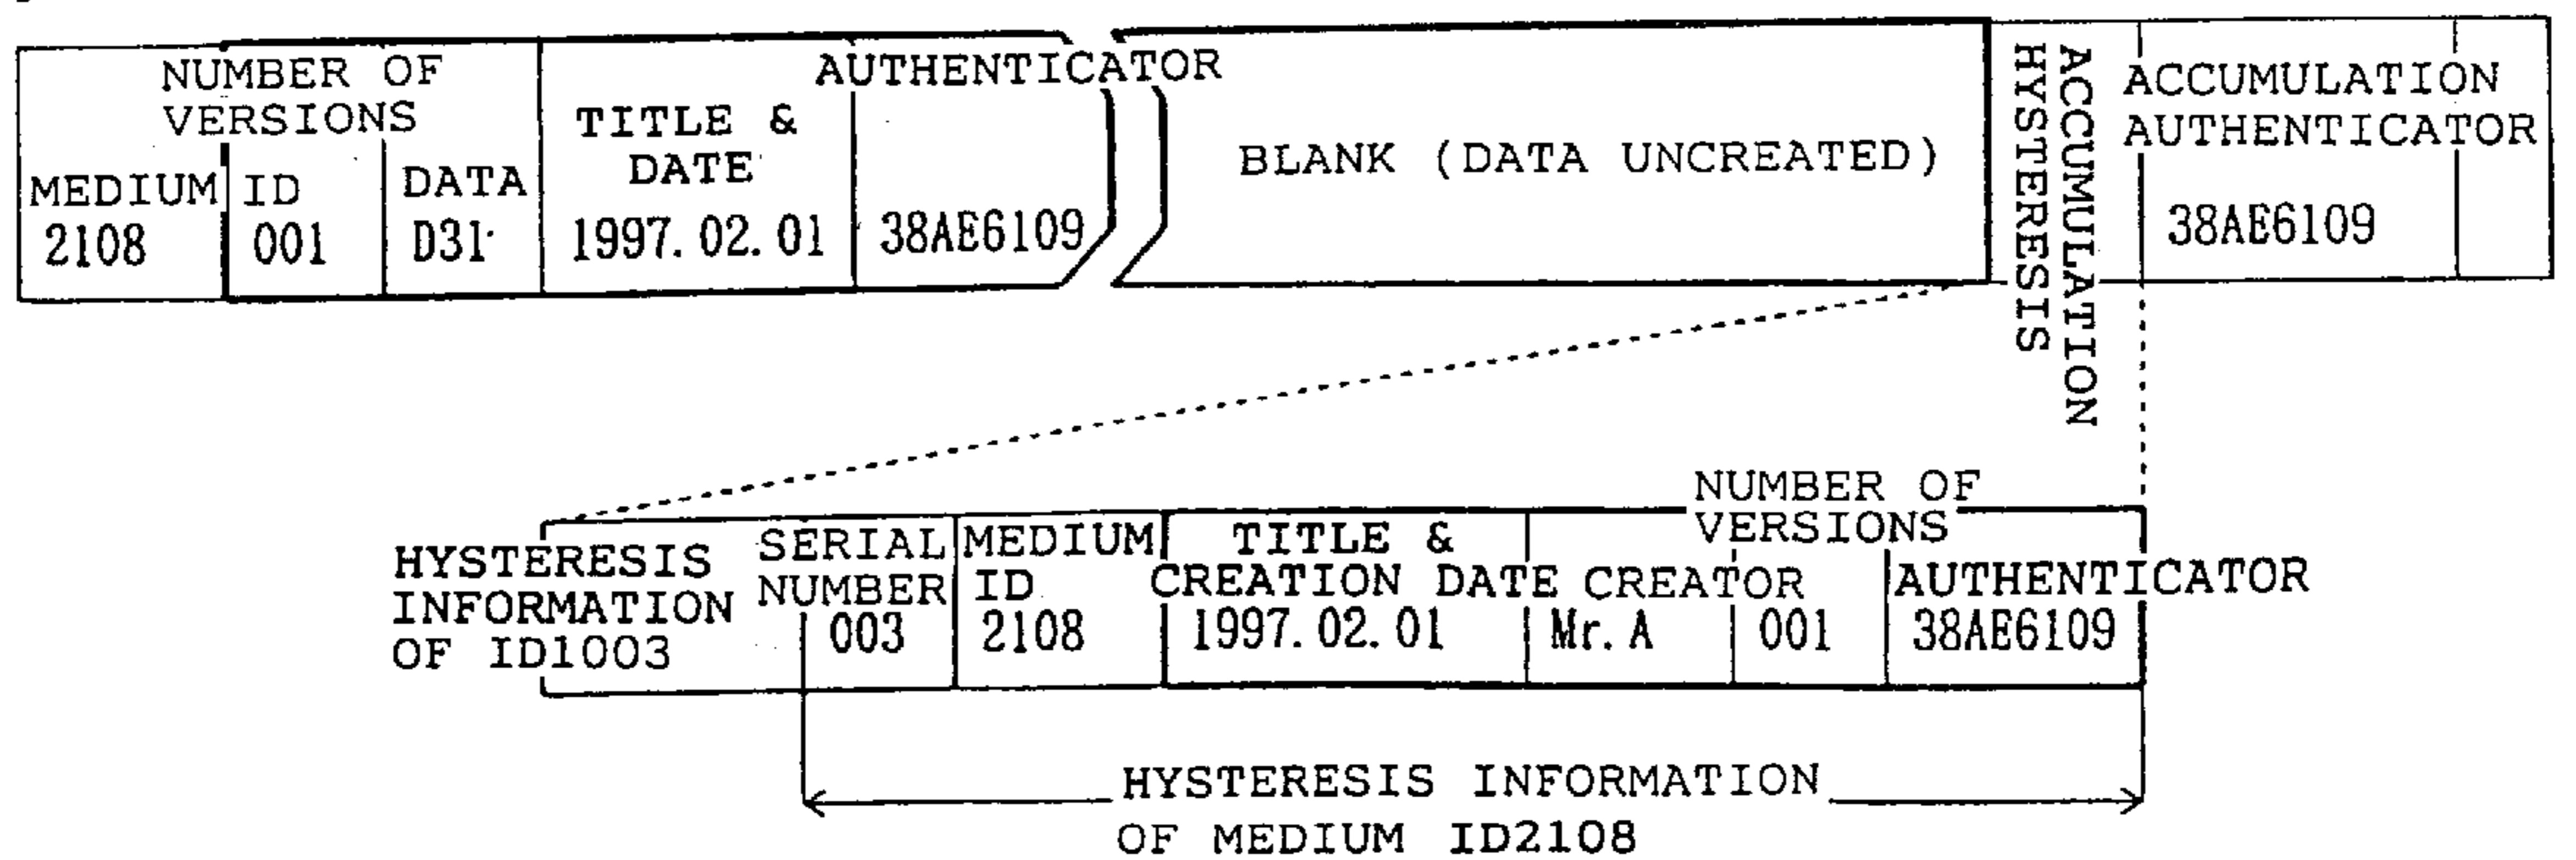 NUMBER OF
VERSIONS
MEDIUM ID
2108
001
DATA
D31
TITLE &
DATE
1997.02.01
AUTHENTICATOR
38AE6109
BLANK (DATA UNCREATED)
ACCUMULATION
HYSTERESIS
ACCUMULATION
AUTHENTICATOR
38AE6109
HYSTERESIS
INFORMATION
OF ID1003
SERIAL
NUMBER
003
MEDIUM
ID
2108
TITLE &
CREATION DATE
1997.02.01
CREATOR
Mr. A
NUMBER OF
VERSIONS
001
AUTHENTICATOR
38AE6109
HYSTERESIS INFORMATION
OF MEDIUM ID2108